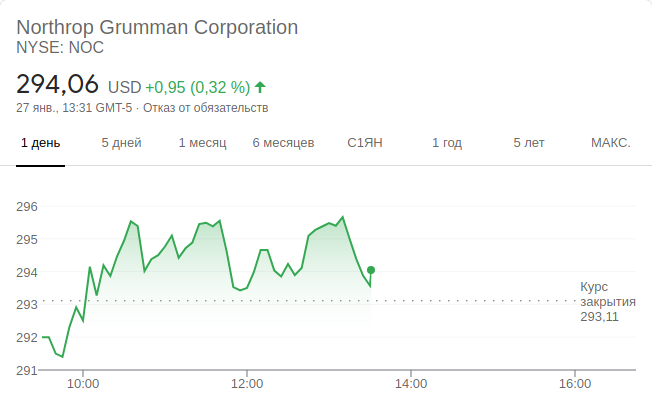 Northrop Grumman Corporation
NYSE: NOC
294,06 USD +0,95 (0,32 %)
27 янв., 13:31 GMT-5 · Отказ от обязательств
1 день 5 дней 1 месяц 6 месяцев С1ЯН 1 год 5 лет МАКС.
296
295
294
293
292
291
Курс
закрытия
293,11
10:00 12:00 14:00 16:00